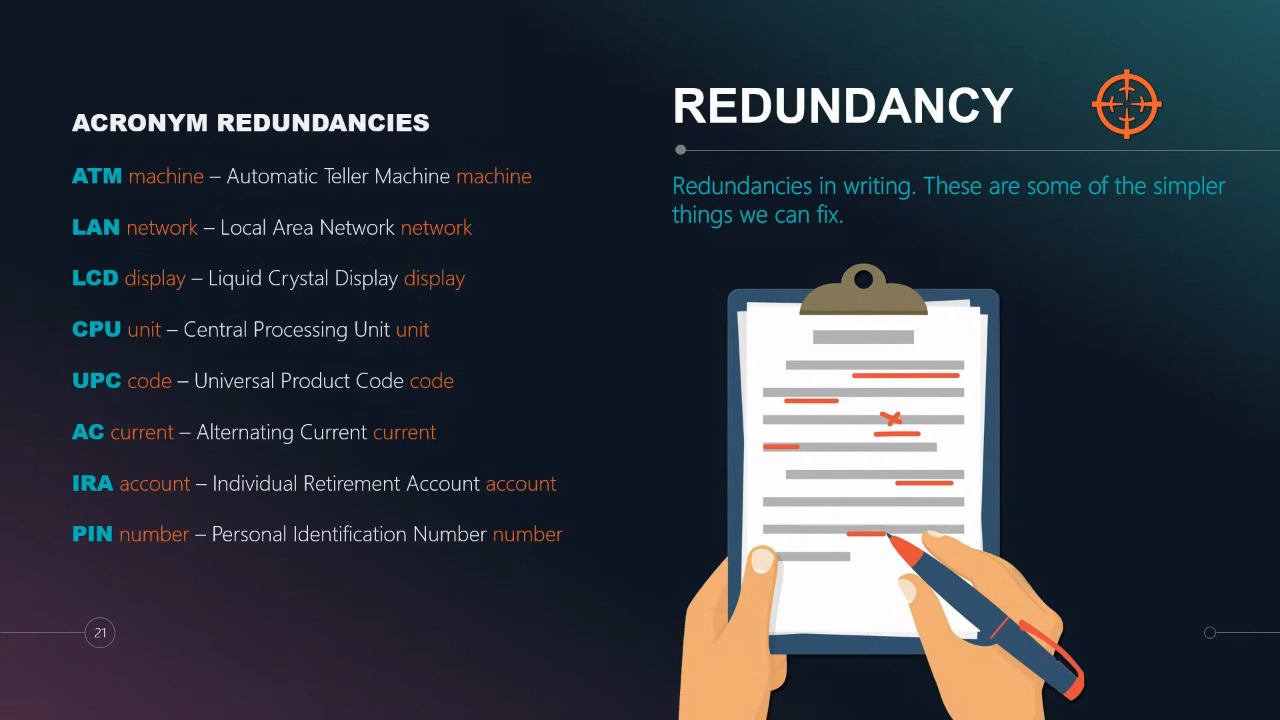 ACRONYM REDUNDANCIES
ATM machine – Automatic Teller Machine machine
LAN network – Local Area Network network
LCD display – Liquid Crystal Display display
CPU unit – Central Processing Unit unit
UPC code – Universal Product Code code
AC current – Alternating Current current
IRA account – Individual Retirement Account account
PIN number – Personal Identification Number number
21
REDUNDANCY
Redundancies in writing. These are some of the simpler
things we can fix.